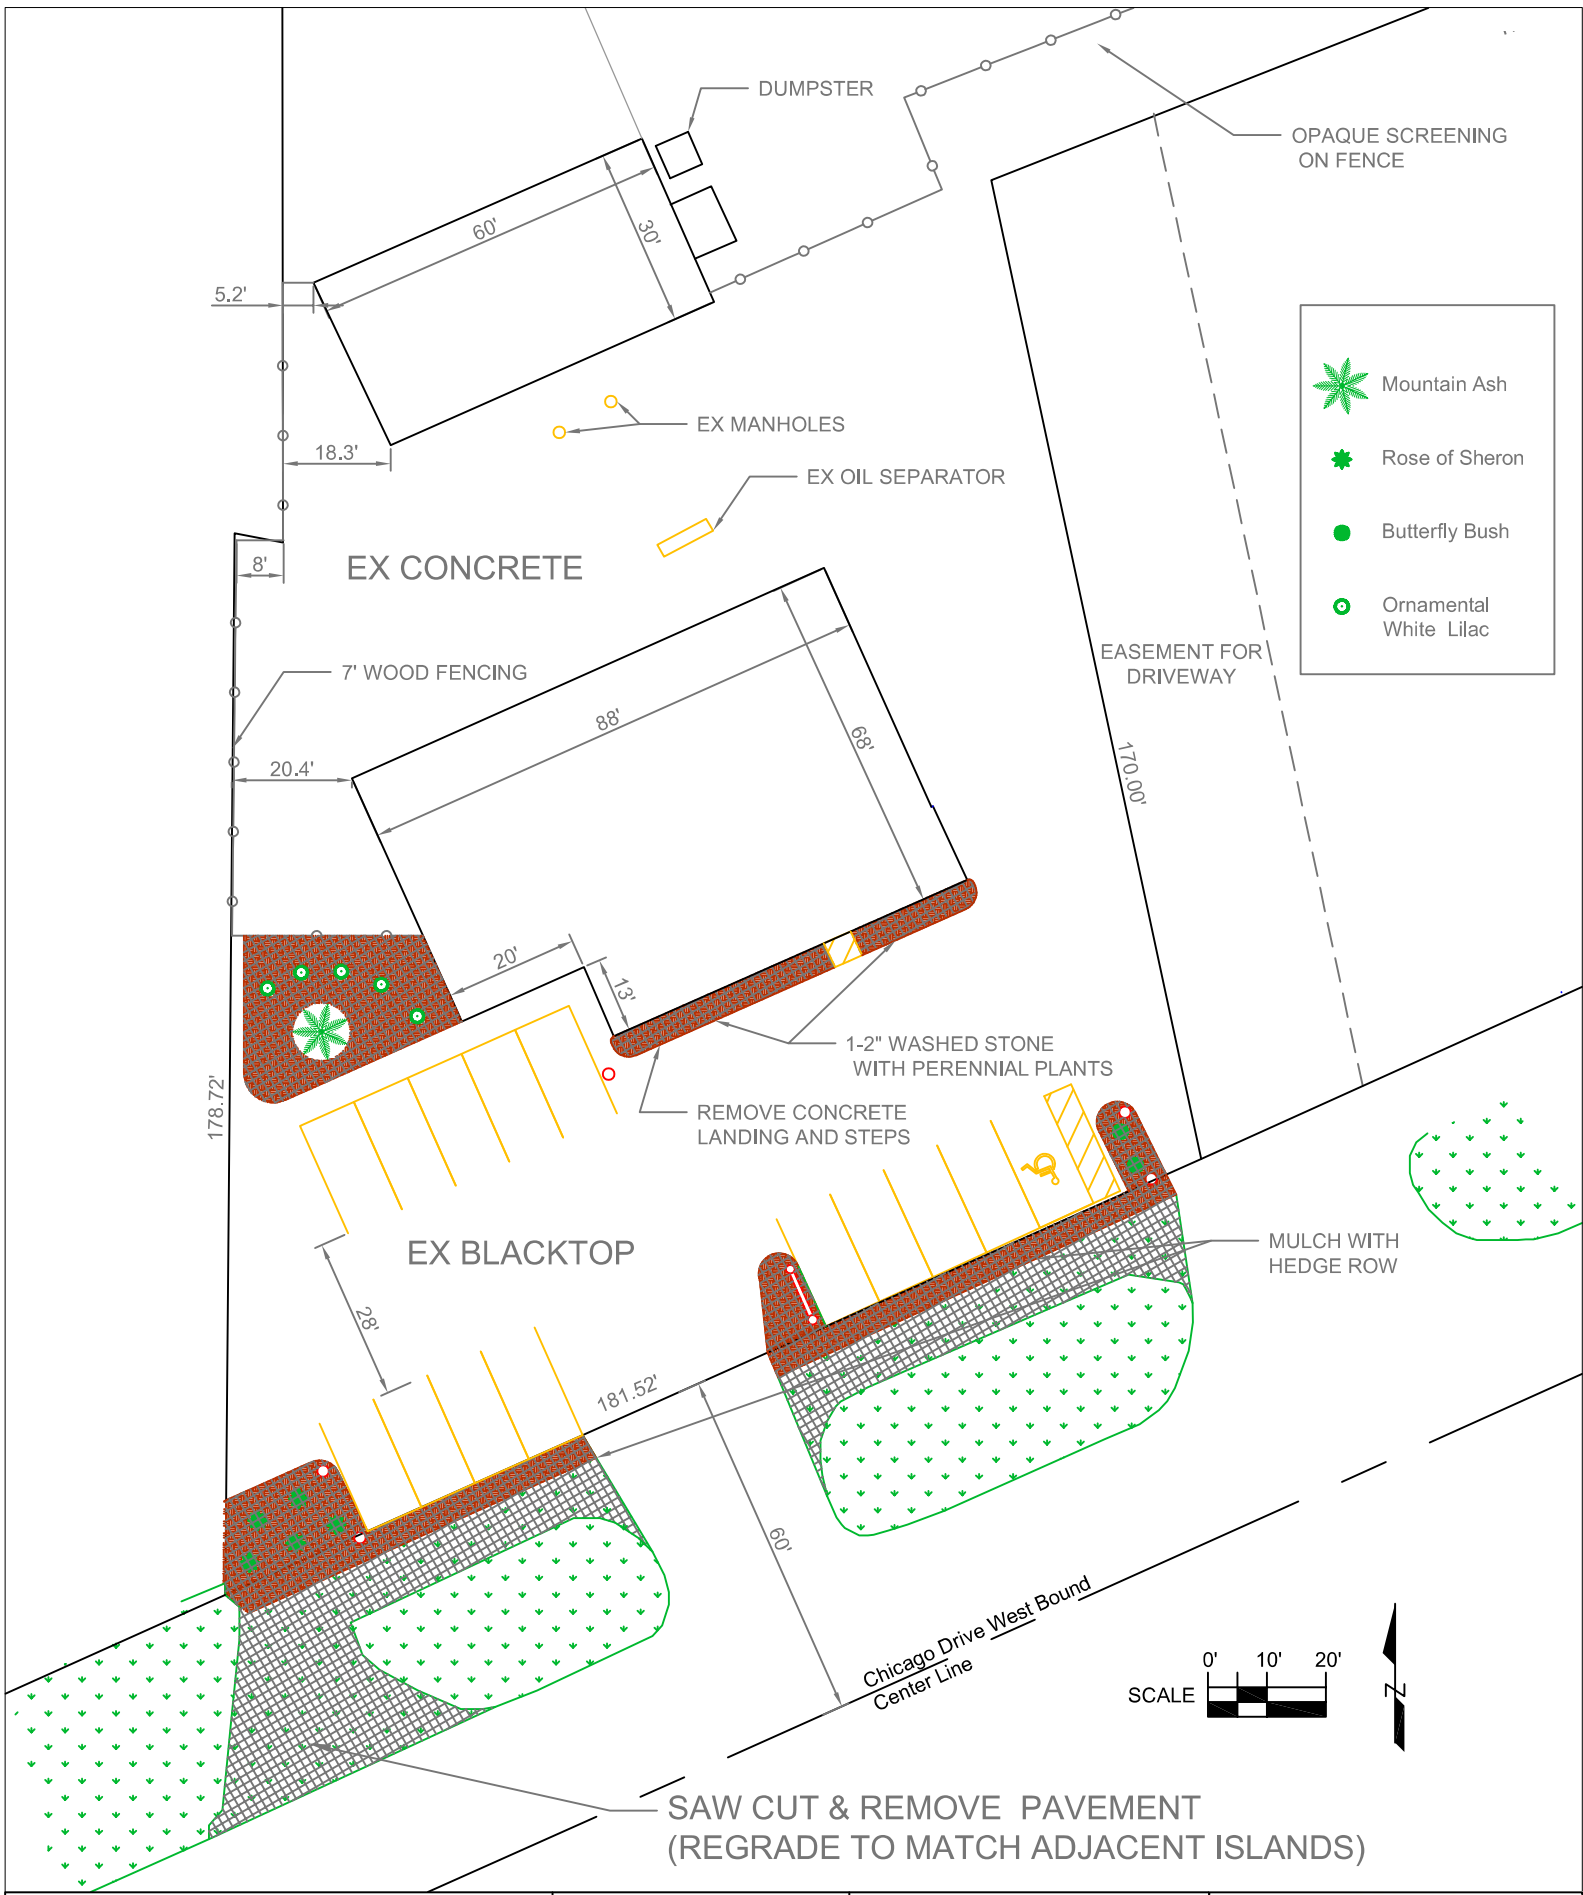 DUMPSTER
OPAQUE SCREENING
ON FENCE
60'
30'
5.2'
Mountain Ash
EX MANHOLES
18.3'
Rose of Sheron
EX OIL SEPARATOR
Butterfly Bush
8'
EX CONCRETE
Ornamental
White Lilac
EASEMENT FOR
DRIVEWAY
7' WOOD FENCING
88'
68'
20.4'
170.00'
20'
13'
1-2" WASHED STONE
WITH PERENNIAL PLANTS
178.72'
REMOVE CONCRETE
LANDING AND STEPS
EX BLACKTOP
MULCH WITH
HEDGE ROW
28'
181.52'
60'
Chicago Drive West Bound
Center Line
0' 10' 20'
SCALE
N
SAW CUT & REMOVE PAVEMENT
(REGRADE TO MATCH ADJACENT ISLANDS)